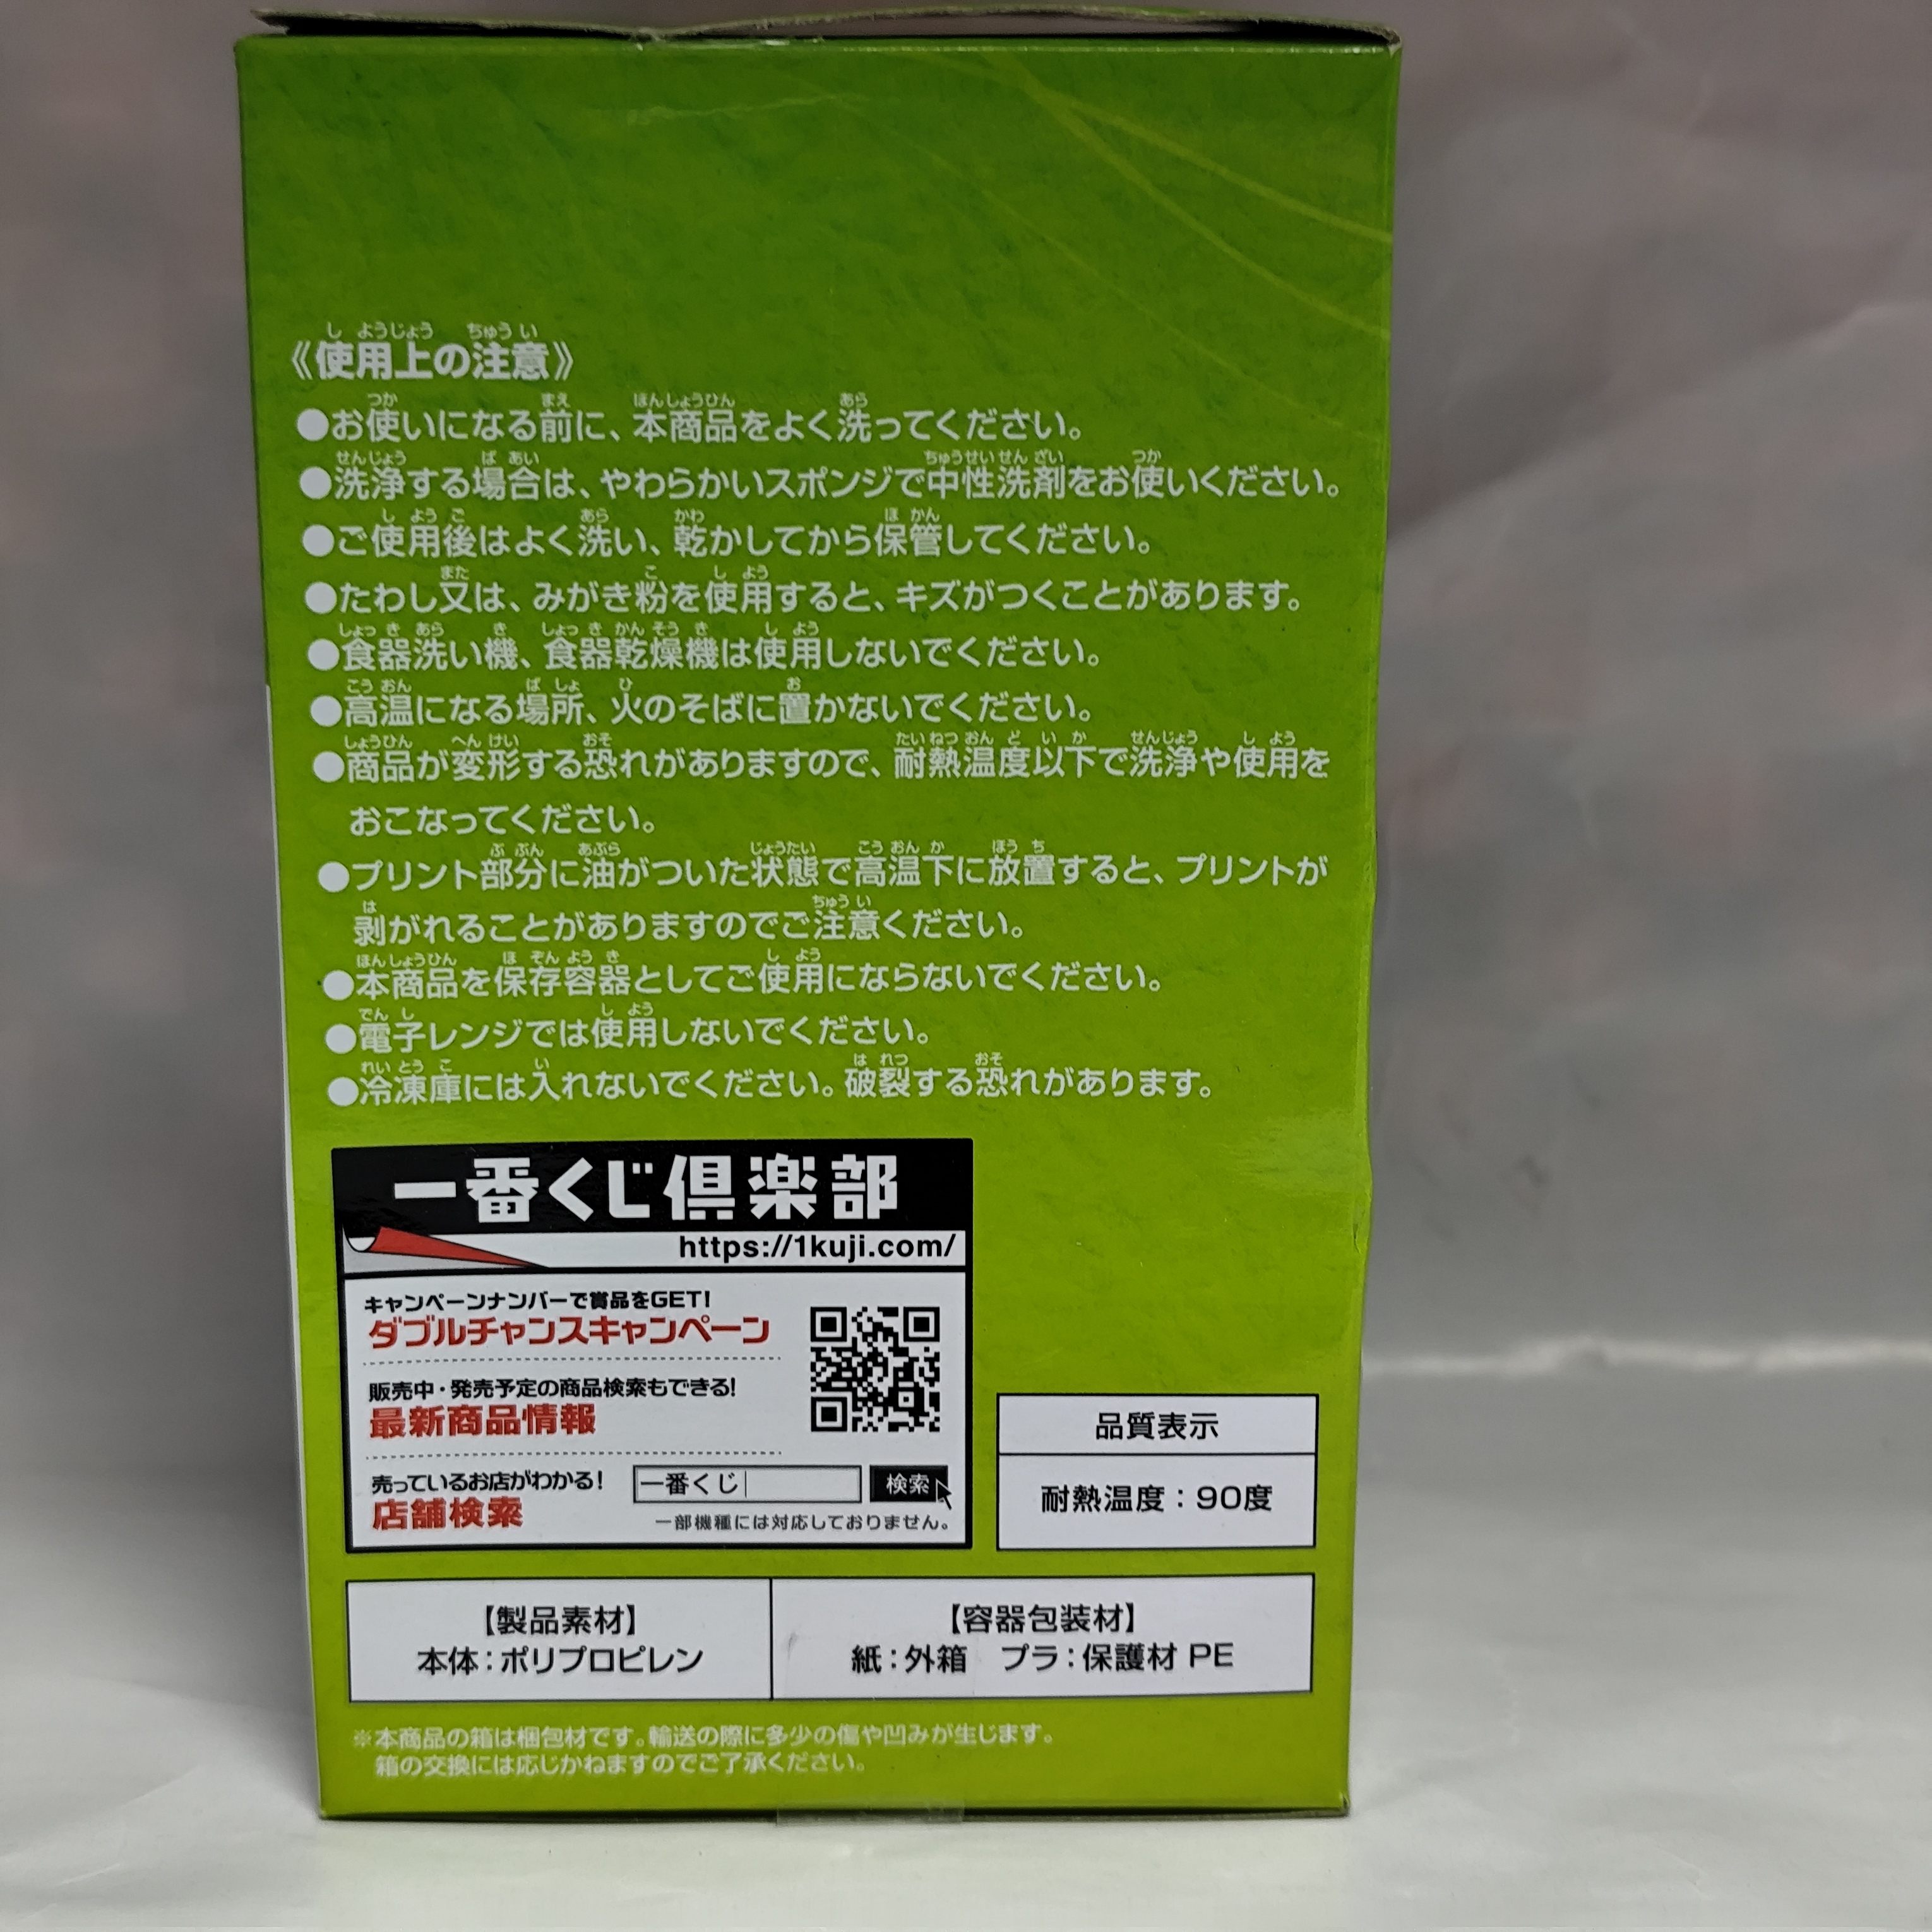 《使用上の注意》
●お使いになる前に、本商品をよく洗ってください。
●洗浄する場合は、やわらかいスポンジで中性洗剤をお使いください。
●ご使用後はよく洗い、乾かしてから保管してください。
●たわし又は、みがき粉を使用すると、キズがつくことがあります。
●食器洗い機、食器乾燥機は使用しないでください。
●高温になる場所、火のそばに置かないでください。
●商品が変形する恐れがありますので、耐熱温度以下で洗浄や使用を
おこなってください。
●プリント部分に油がついた状態で高温下に放置すると、プリントが
剥がれることがありますのでご注意ください。
●本商品を保存容器としてご使用にならないでください。
●電子レンジでは使用しないでください。
●冷凍庫には入れないでください。破裂する恐れがあります。
一番くじ倶楽部
https://1kuji.com/
キャンペーンナンバーで賞品をGET!
ダブルチャンスキャンペーン
販売中・発売予定の商品検索もできる!
最新商品情報
売っているお店がわかる!
店舗検索
一番くじ 検索
一部機種には対応しておりません。
品質表示
耐熱温度:90度
【製品素材】
本体:ポリプロピレン
【容器包装材】
紙:外箱 プラ:保護材 PE
※本商品の箱は梱包材です。輸送の際に多少の傷や凹みが生じます。
箱の交換には応じかねますのでご了承ください。